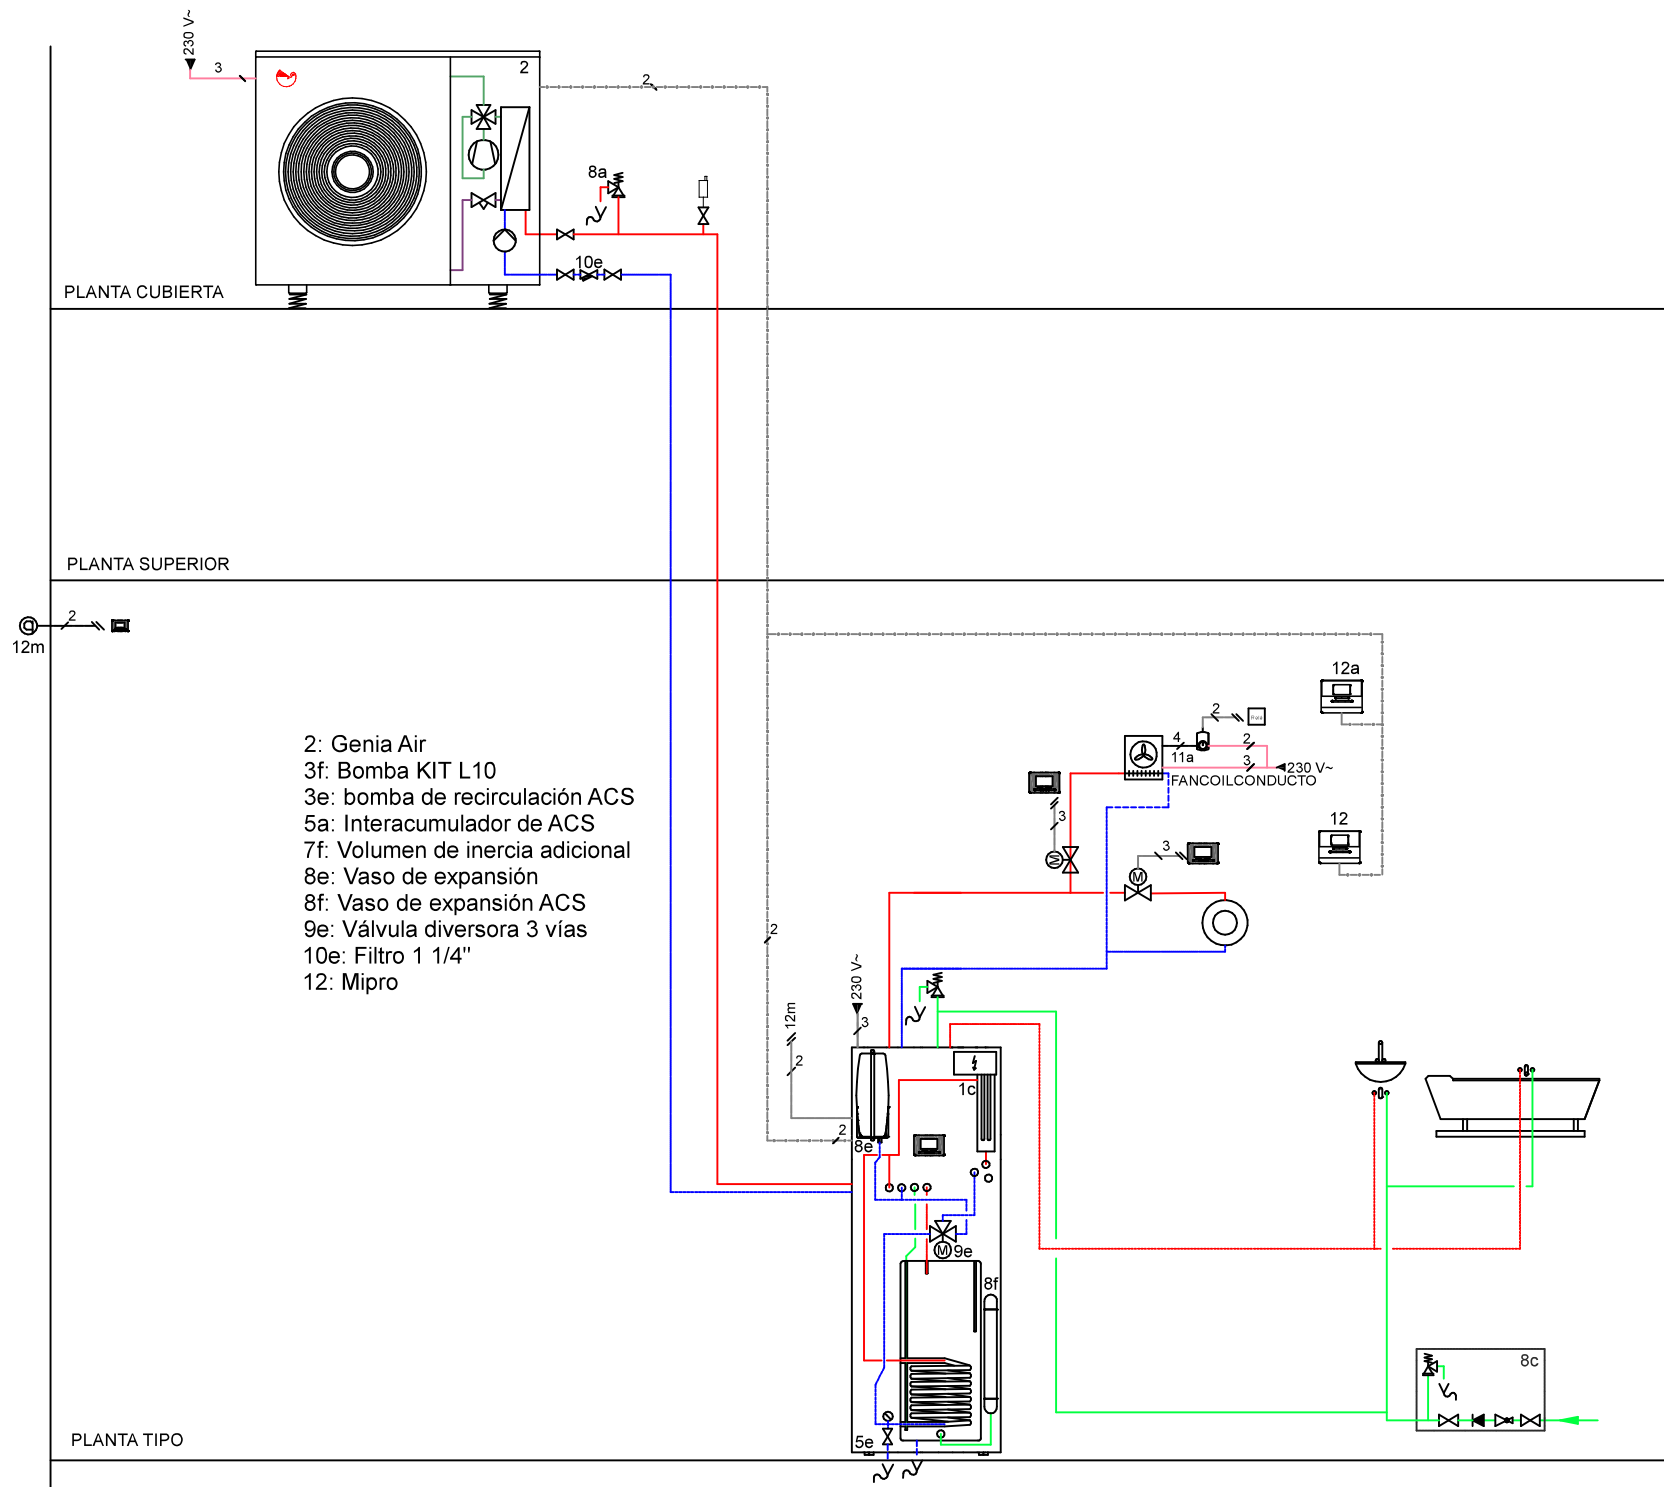 230 V~
3
2
2
8a
10e
PLANTA CUBIERTA
PLANTA SUPERIOR
2
12m
12a
2
4
2
11a
3
230 V~
FANCOILCONDUCTO
3
12
3
M
M
2: Genia Air
3f: Bomba KIT L10
3e: bomba de recirculación ACS
5a: Interacumulador de ACS
7f: Volumen de inercia adicional
8e: Vaso de expansión
8f: Vaso de expansión ACS
9e: Válvula diversora 3 vías
10e: Filtro 1 1/4"
12: Mipro
2
230 V~
12m
3
2
1c
2
8e
M
9e
8f
8c
5e
PLANTA TIPO